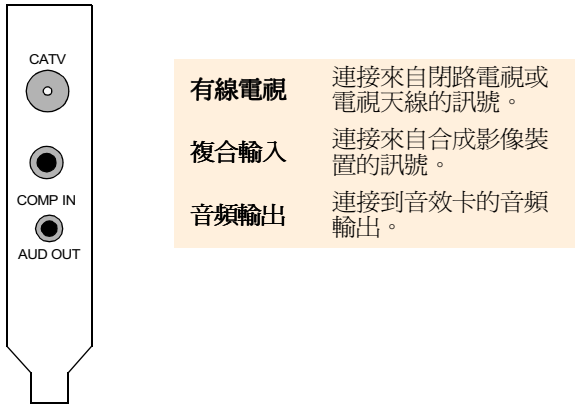 CATV
COMP IN
AUD OUT
有線電視
連接來自閉路電視或
電視天線的訊號。
複合輸入
連接來自合成影像裝
置的訊號。
音頻輸出
連接到音效卡的音頻
輸出。